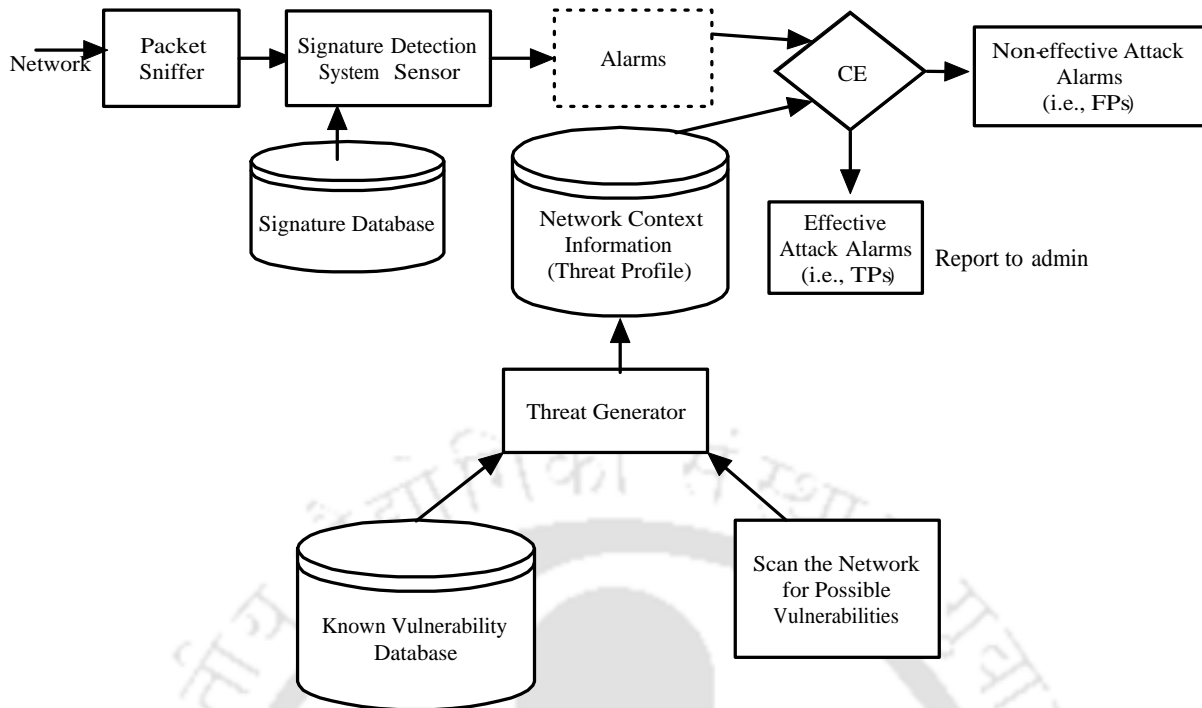 Network
Packet
Sniffer
Signature Detection
System Sensor
Alarms
CE
Non-effective Attack
Alarms
(i.e., FPs)
Signature Database
Network Context
Information
(Threat Profile)
Effective
Attack Alarms
(i.e., TPs)
Report to admin
Threat Generator
Known Vulnerability
Database
Scan the Network
for Possible
Vulnerabilities